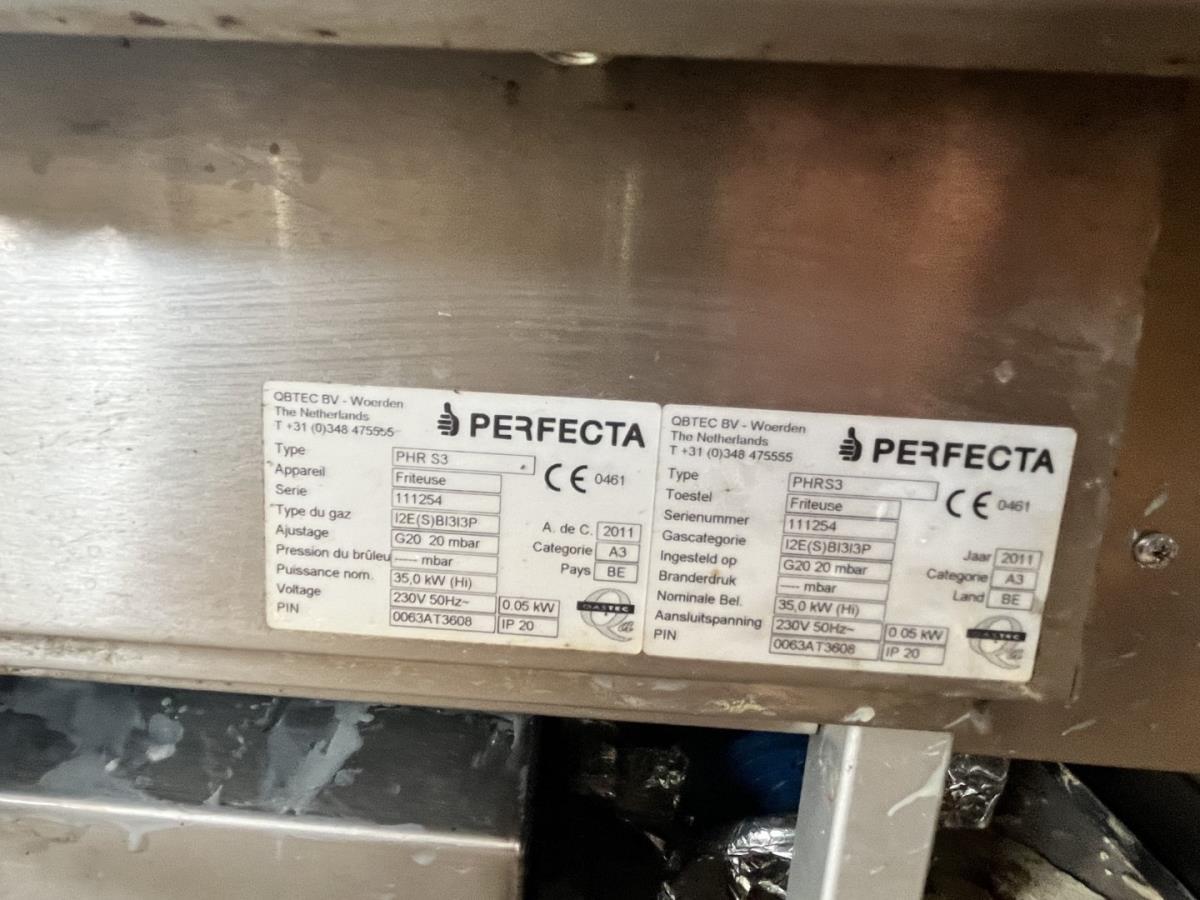 QBTEC BV - Woerden
The Netherlands
T +31 (0)348 475555
PERFECTA
Type PHR S3
Appareil Friteuse
CE 0461
Serie 111254
Type du gaz I2E(S)BI3I3P
A. de C. 2011
Ajustage G20 20 mbar
Categorie A3
Pression du brûleu ---- mbar
Pays BE
Puissance nom. 35,0 kW (Hi)
Voltage 230V 50Hz~ 0.05 kW
PIN 0063AT3608 IP 20
GASTEC
QA
QBTEC BV - Woerden
The Netherlands
T +31 (0)348 475555
PERFECTA
Type PHRS3
Toestel Friteuse
CE 0461
Serienummer 111254
Gascategorie I2E(S)BI3I3P
Jaar 2011
Ingesteld op G20 20 mbar
Categorie A3
Branderdruk ---- mbar
Land BE
Nominale Bel. 35,0 kW (Hi)
Aansluitspanning 230V 50Hz~ 0 05 kW
PIN 0063AT3608 IP 20
GASTEC
QA